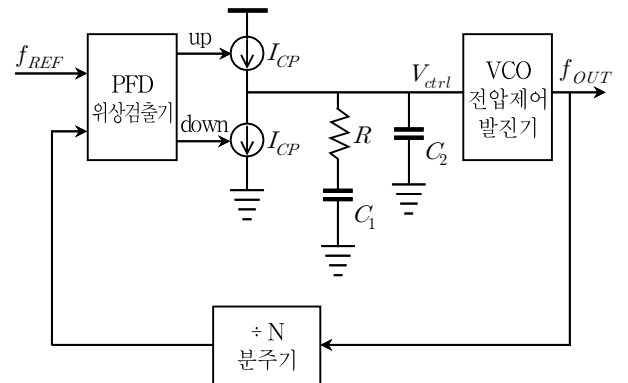 f_REF
PFD
위상검출기
up
down
I_CP
I_CP
R
C_1
C_2
V_ctrl
VCO
전압제어
발진기
f_OUT
÷ N
분주기